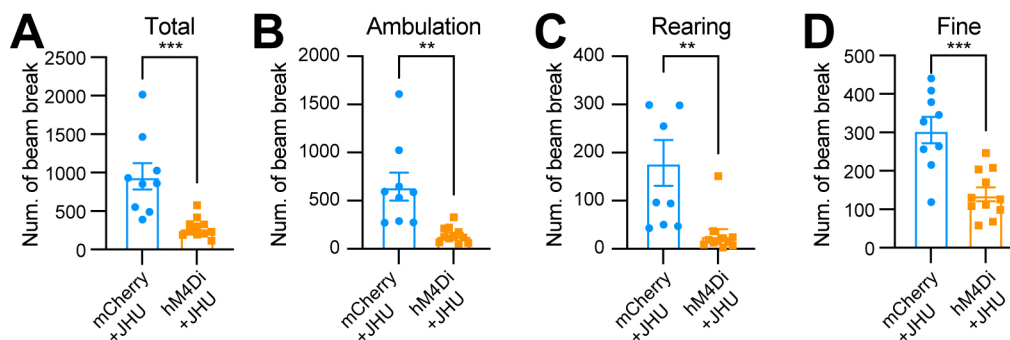 A
Total
***
Num. of beam break
2500
2000
1500
1000
500
0
mCherry
+JHU
hM4Di
+JHU
B
Ambulation
**
Num. of beam break
2000
1500
1000
500
0
mCherry
+JHU
hM4Di
+JHU
C
Rearing
**
Num. of beam break
400
300
200
100
0
mCherry
+JHU
hM4Di
+JHU
D
Fine
***
Num. of beam break
500
400
300
200
100
0
mCherry
+JHU
hM4Di
+JHU